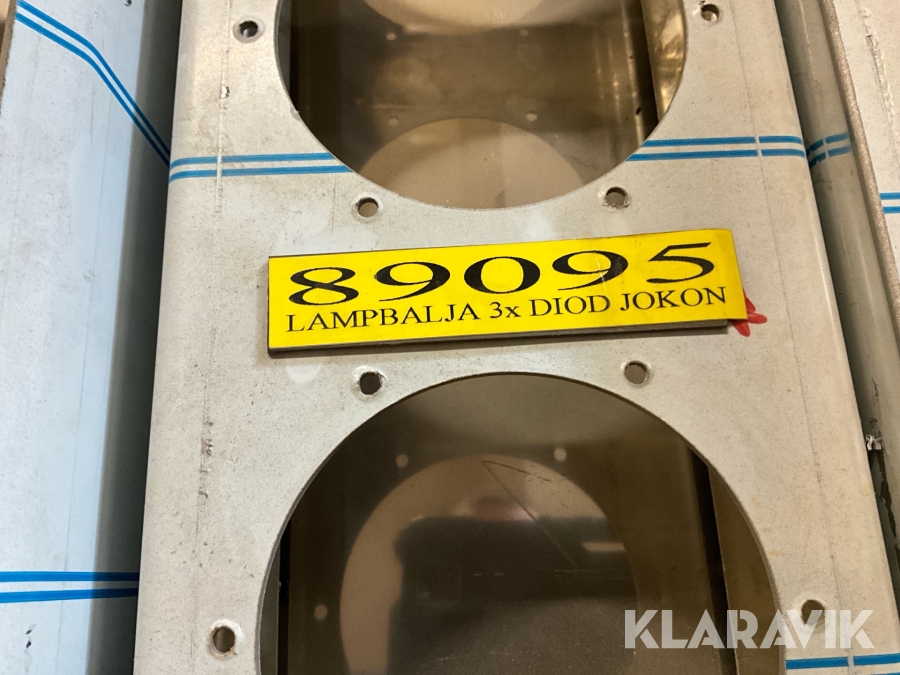 89095
LAMPBALJA 3x DIOD JOKON
KLARAVIK